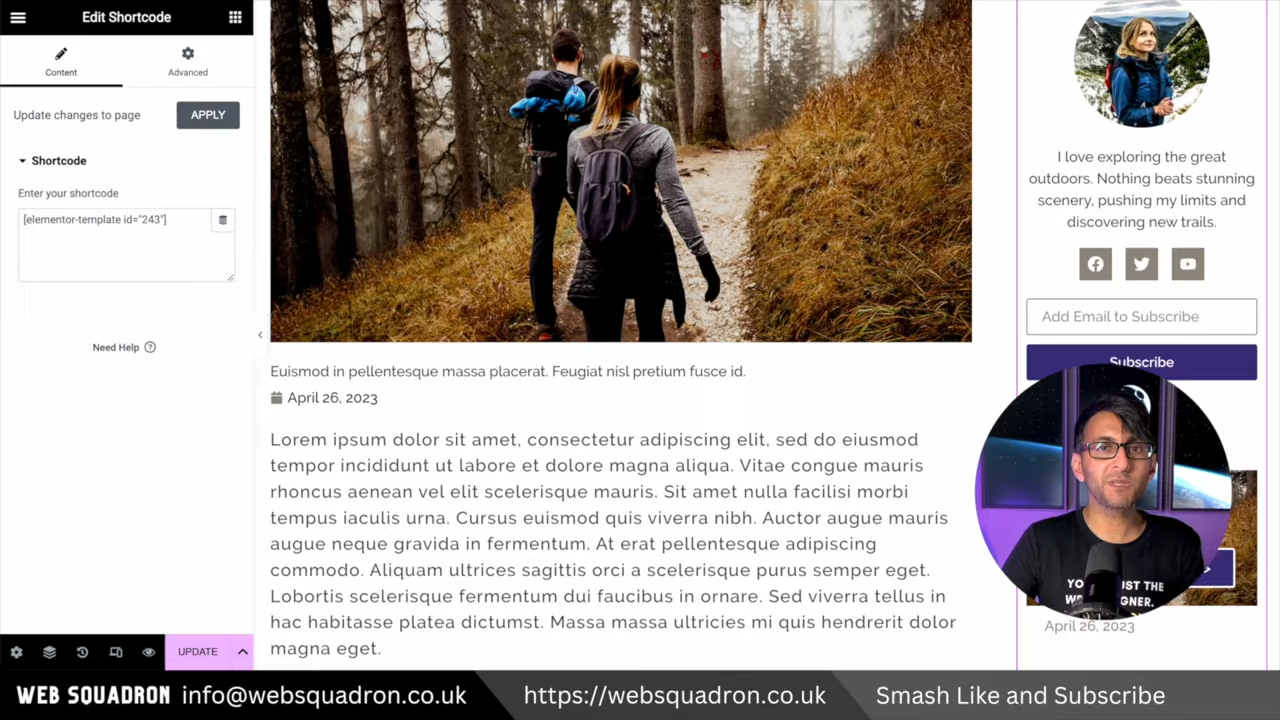 Edit Shortcode
Content
Advanced
Update changes to page
APPLY
Shortcode
Enter your shortcode
[elementor-template id="243"]
Need Help
UPDATE
Euismod in pellentesque massa placerat. Feugiat nisl pretium fusce id.
April 26, 2023
Lorem ipsum dolor sit amet, consectetur adipiscing elit, sed do eiusmod
tempor incididunt ut labore et dolore magna aliqua. Vitae congue mauris
rhoncus aenean vel elit scelerisque mauris. Sit amet nulla facilisi morbi
tempus iaculis urna. Cursus euismod quis viverra nibh. Auctor augue mauris
augue neque gravida in fermentum. At erat pellentesque adipiscing
commodo. Aliquam ultrices sagittis orci a scelerisque purus semper eget.
Lobortis scelerisque fermentum dui faucibus in ornare. Sed viverra tellus in
hac habitasse platea dictumst. Massa massa ultricies mi quis hendrerit dolor
magna eget.
I love exploring the great
outdoors. Nothing beats stunning
scenery, pushing my limits and
discovering new trails.
Add Email to Subscribe
Subscribe
April 26, 2023
WEB SQUADRON info@websquadron.co.uk
https://websquadron.co.uk
Smash Like and Subscribe